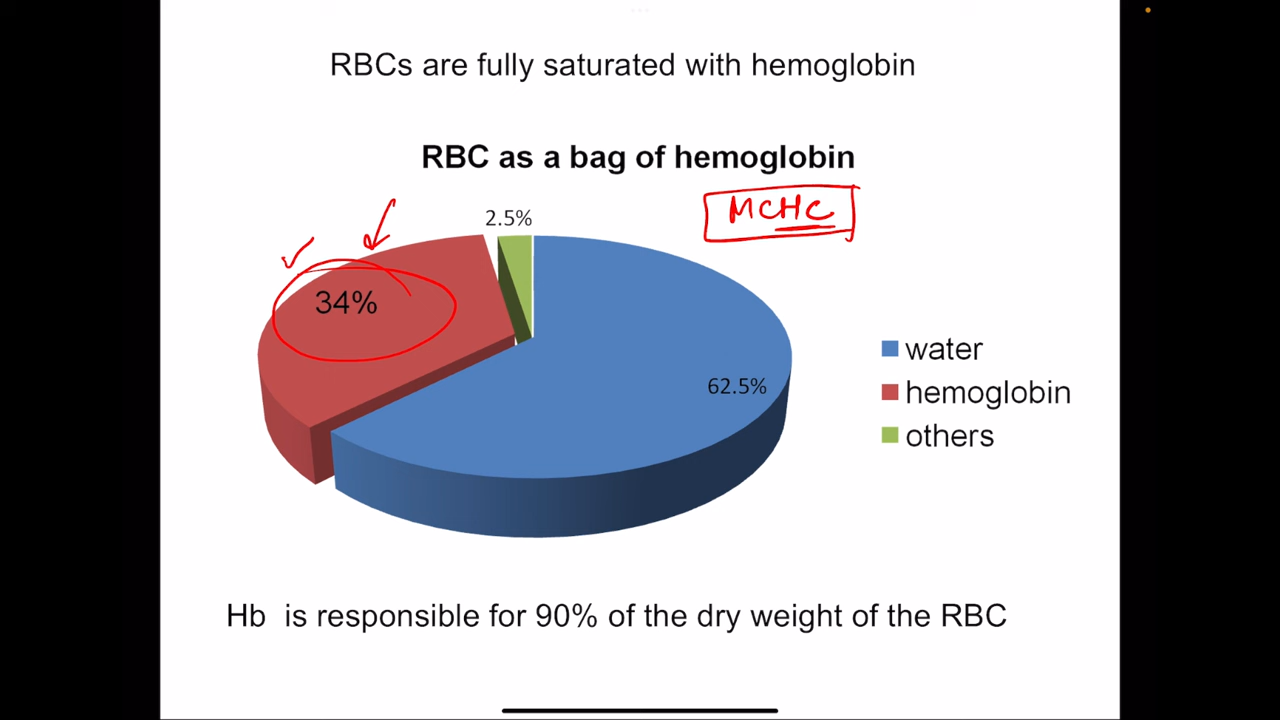 RBCs are fully saturated with hemoglobin
RBC as a bag of hemoglobin
MCHC
2.5%
34%
62.5%
water
hemoglobin
others
Hb is responsible for 90% of the dry weight of the RBC